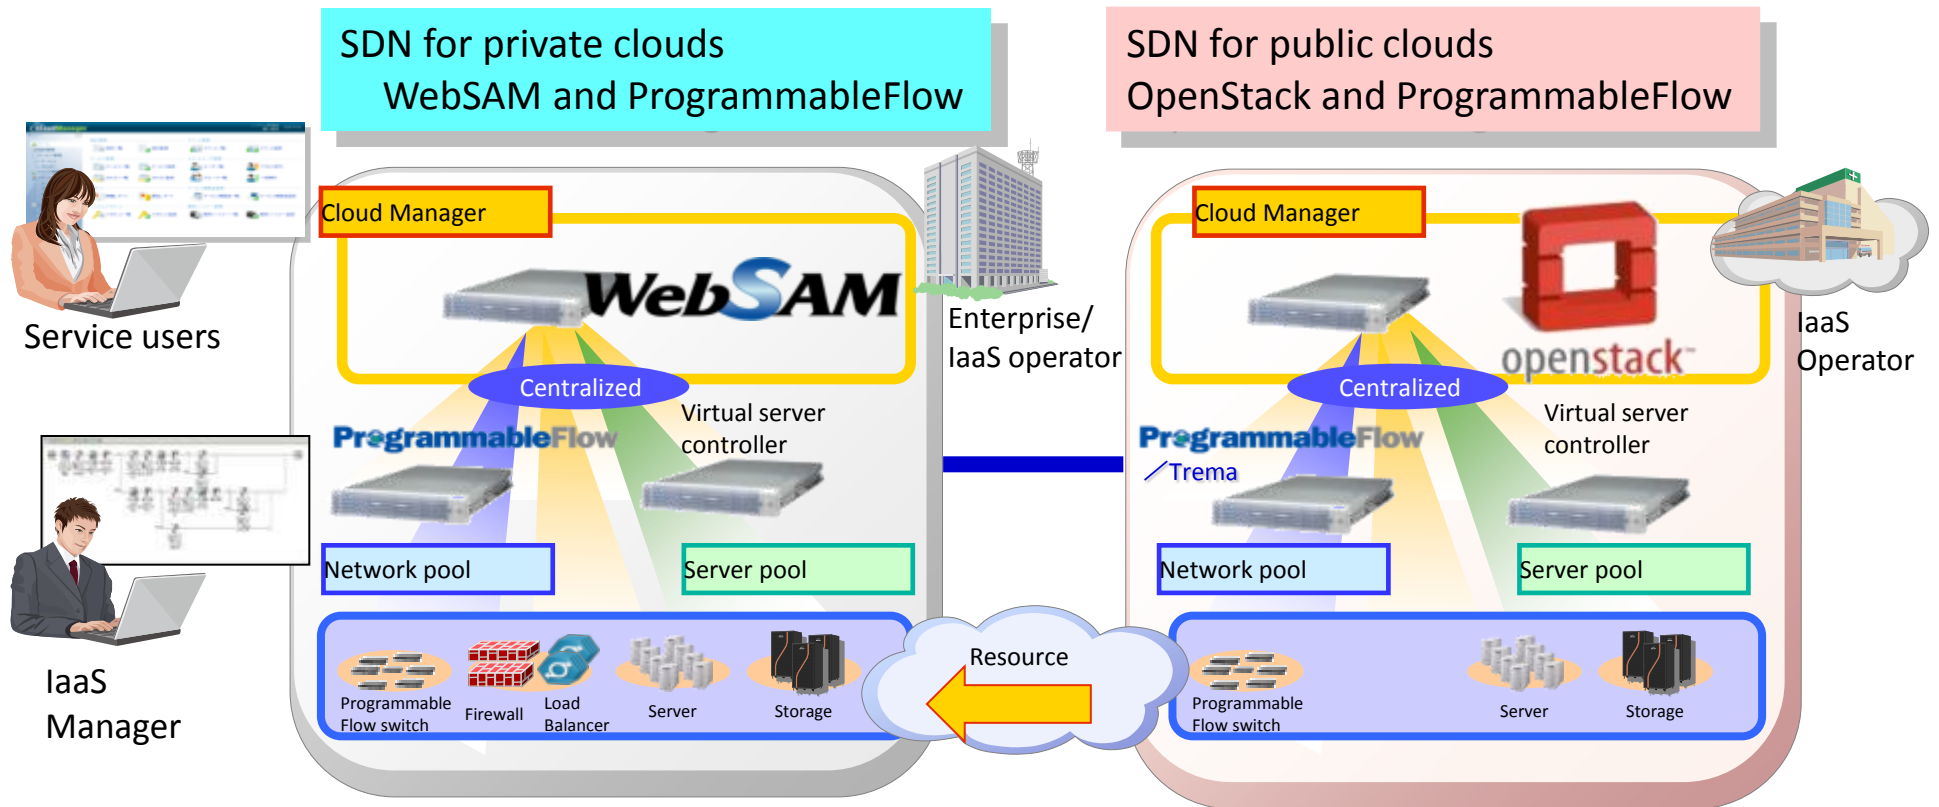 SDN for private clouds
WebSAM and ProgrammableFlow
SDN for public clouds
OpenStack and ProgrammableFlow
CloudManager
Service users
IaaS
Manager
Cloud Manager
WebSAM
Enterprise/
IaaS operator
Centralized
ProgrammableFlow
Virtual server
controller
Network pool
Server pool
Programmable
Flow switch
Firewall
Load
Balancer
Server
Storage
Resource
Cloud Manager
openstack™
IaaS
Operator
Centralized
ProgrammableFlow
／Trema
Virtual server
controller
Network pool
Server pool
Programmable
Flow switch
Server
Storage